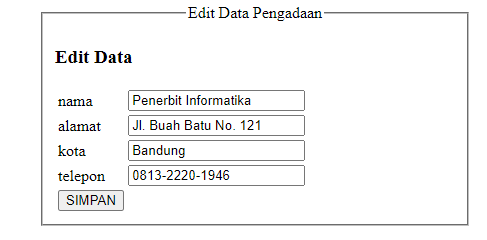 Edit Data Pengadaan
Edit Data
nama Penerbit Informatika
alamat Jl. Buah Batu No. 121
kota Bandung
telepon 0813-2220-1946
SIMPAN